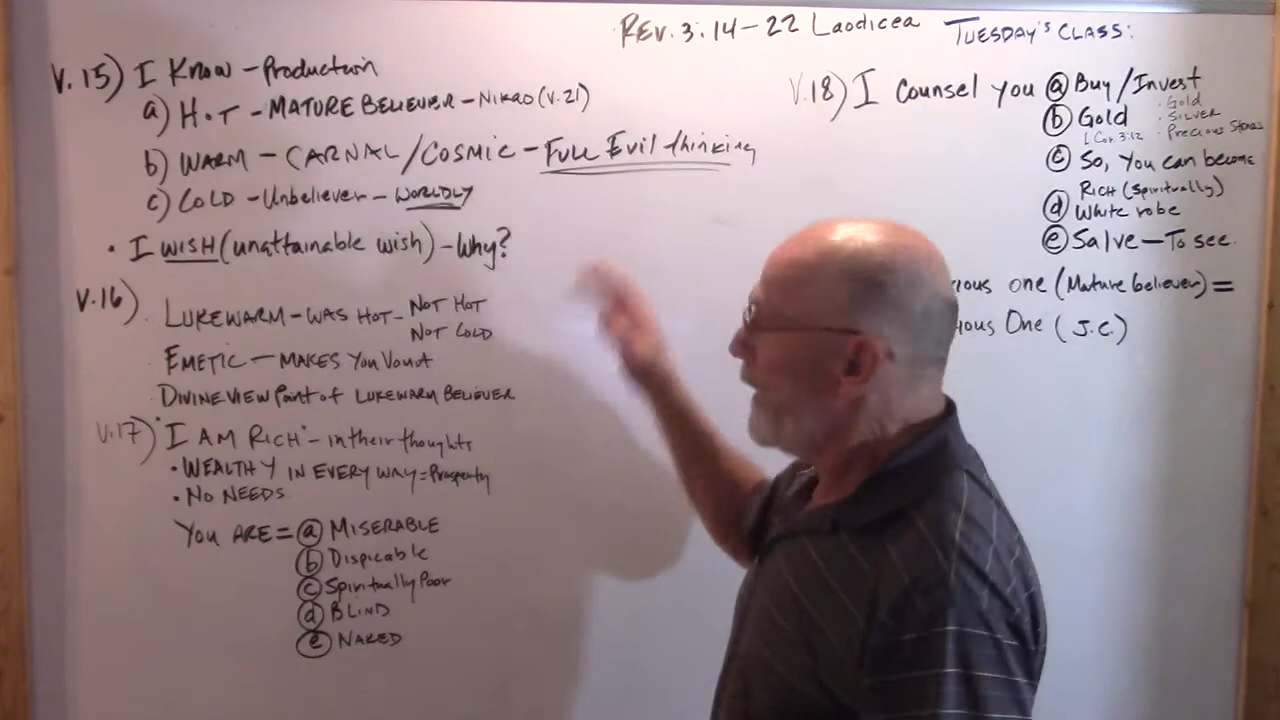 Rev. 3:14-22 Laodicea Tuesday's Class:
V.15) I Know - Production
a) Hot - Mature Believer - Nikao (v.21)
b) Warm - Carnal/Cosmic - Full Evil thinking
c) Cold - Unbeliever - Worldly
• I wish (unattainable wish) - Why?
V.16)
Lukewarm - was Hot - Not Hot
Not Cold
Emetic - makes you Vomit
Divine View Point of Lukewarm Believer
V.17) "I am Rich" - in their thoughts
• Wealthy in every way = Prosperity
• No Needs
You are = a) Miserable
b) Dispicable
c) Spiritually Poor
d) Blind
e) Naked
V.18) I Counsel you a) Buy/Invest
b) Gold
• Gold
• Silver
• Precious Stones
1 Cor. 3:12
c) So, You can become
Rich (Spiritually)
d) White robe
e) Salve - To see.
ious one (Mature believer) =
ious One (J.C.)